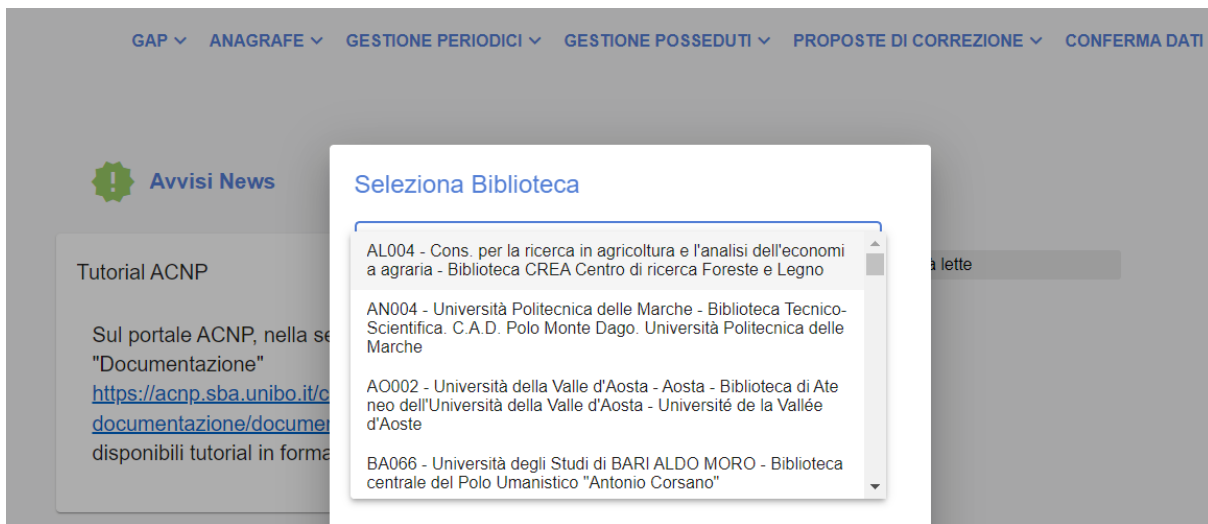 GAP ANAGRAFE GESTIONE PERIODICI GESTIONE POSSEDUTI PROPOSTE DI CORREZIONE CONFERMA DATI
Avvisi News
Seleziona Biblioteca
Tutorial ACNP
Sul portale ACNP, nella se
"Documentazione"
https://acnp.sba.unibo.it/c
documentazione/documen
disponibili tutorial in forma
AL004 - Cons. per la ricerca in agricoltura e l'analisi dell'economi
a agraria - Biblioteca CREA Centro di ricerca Foreste e Legno
AN004 - Università Politecnica delle Marche - Biblioteca Tecnico-
Scientifica. C.A.D. Polo Monte Dago. Università Politecnica delle
Marche
AO002 - Università della Valle d'Aosta - Aosta - Biblioteca di Ate
neo dell'Università della Valle d'Aosta - Université de la Vallée
d'Aoste
BA066 - Università degli Studi di BARI ALDO MORO - Biblioteca
centrale del Polo Umanistico "Antonio Corsano"
à lette